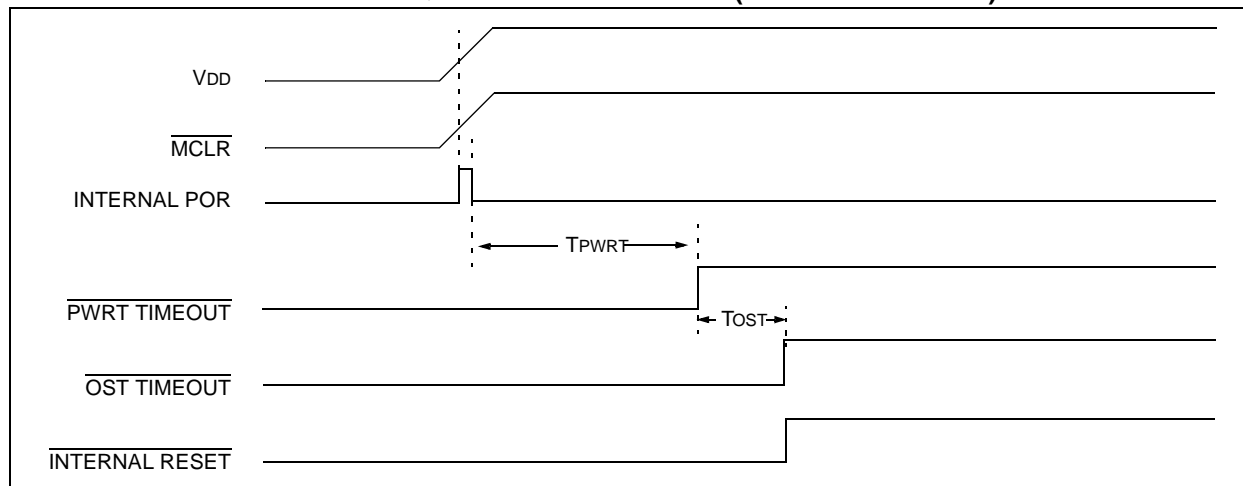 VDD
MCLR
INTERNAL POR
TPWRT
PWRT TIMEOUT
TOST
OST TIMEOUT
INTERNAL RESET